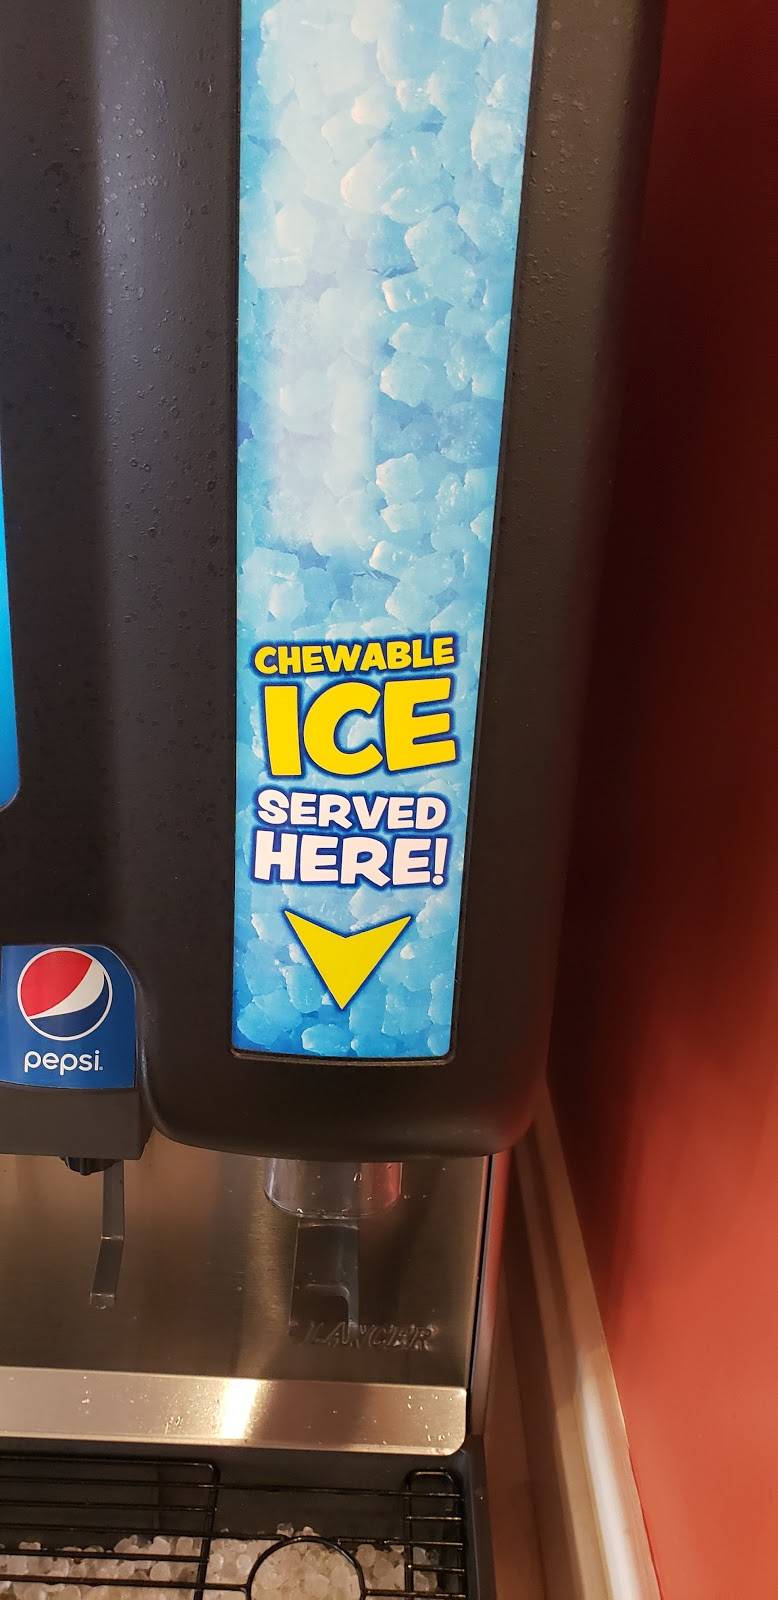 CHEWABLE
ICE
SERVED
HERE!
pepsi.
LANCER